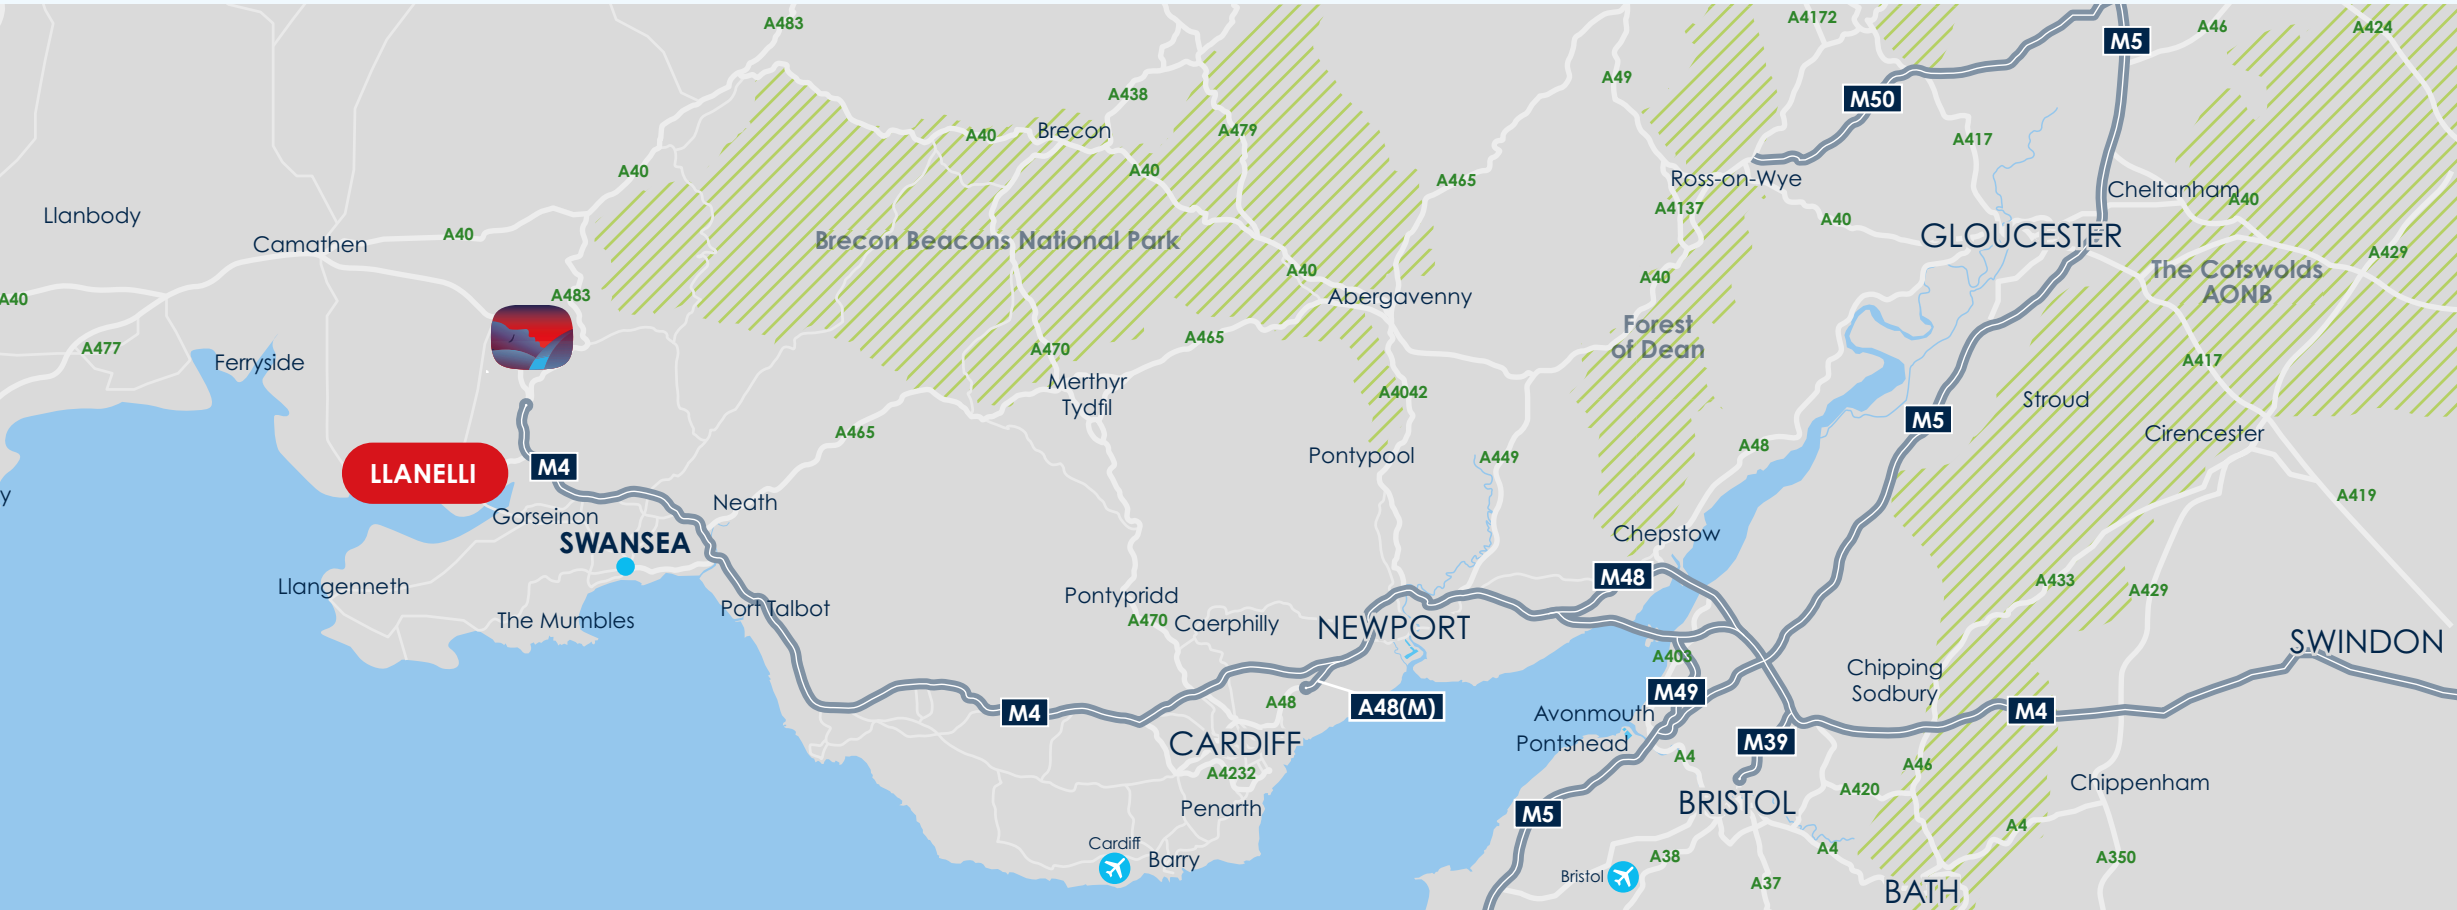 A483
A4172
A46
A424
M5
A49
M50
A438
A40
Brecon
A479
A417
A40
A40
A465
Ross-on-Wye
Cheltanham
A40
A4137
A40
Llanbody
Camathen
A40
GLOUCESTER
Brecon Beacons National Park
A429
A40
A40
The Cotswolds
AONB
A40
A483
Abergavenny
Forest
of Dean
A477
Ferryside
A470
A465
A417
Merthyr
Tydfil
A4042
Stroud
M5
A465
Cirencester
A48
Pontypool
A449
LLANELLI
M4
y
A419
Neath
Gorseinon
Chepstow
SWANSEA
M48
Llangenneth
A433
A429
Pontypridd
Port Talbot
The Mumbles
A470
Caerphilly
NEWPORT
SWINDON
A403
Chipping
Sodbury
M49
A48
A48(M)
M4
Avonmouth
M4
CARDIFF
Pontshead
M39
A4
A46
A4232
Chippenham
A420
BRISTOL
Penarth
M5
A4
Cardiff
Barry
A4
A38
A350
Bristol
A37
BATH